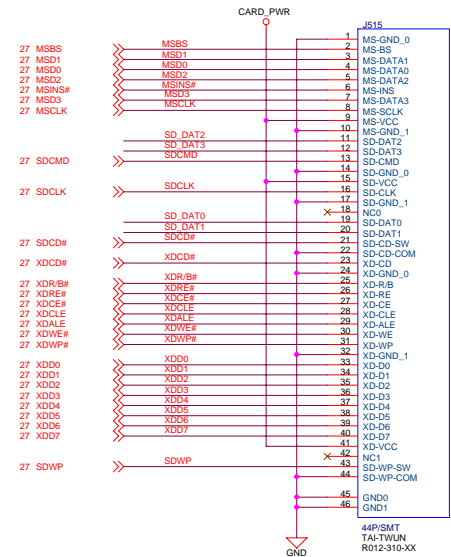 CARD_PWR
J515
1 MS-GND_0
27 MSBS MSBS 2 MS-BS
27 MSD1 MSD1 3 MS-DATA1
27 MSD0 MSD0 4 MS-DATA0
27 MSD2 MSD2 5 MS-DATA2
27 MSINS# MSINS# 6 MS-INS
27 MSD3 MSD3 7 MS-DATA3
27 MSCLK MSCLK 8 MS-SCLK
9 MS-VCC
10 MS-GND_1
SD_DAT2 11 SD-DAT2
SD_DAT3 12 SD-DAT3
27 SDCMD SDCMD 13 SD-CMD
14 SD-GND_0
15 SD-VCC
27 SDCLK SDCLK 16 SD-CLK
17 SD-GND_1
18 NC0
SD_DAT0 19 SD-DAT0
SD_DAT1 20 SD-DAT1
27 SDCD# SDCD# 21 SD-CD-SW
22 SD-CD-COM
27 XDCD# XDCD# 23 XD-CD
24 XD-GND_0
27 XDR/B# XDR/B# 25 XD-R/B
27 XDRE# XDRE# 26 XD-RE
27 XDCE# XDCE# 27 XD-CE
27 XDCLE XDCLE 28 XD-CLE
27 XDALE XDALE 29 XD-ALE
27 XDWE# XDWE# 30 XD-WE
27 XDWP# XDWP# 31 XD-WP
32 XD-GND_1
27 XDD0 XDD0 33 XD-D0
27 XDD1 XDD1 34 XD-D1
27 XDD2 XDD2 35 XD-D2
27 XDD3 XDD3 36 XD-D3
27 XDD4 XDD4 37 XD-D4
27 XDD5 XDD5 38 XD-D5
27 XDD6 XDD6 39 XD-D6
27 XDD7 XDD7 40 XD-D7
41 XD-VCC
42 NC1
27 SDWP SDWP 43 SD-WP-SW
44 SD-WP-COM
45 GND0
46 GND1
44P/SMT
TAI-TWUN
R012-310-XX
GND